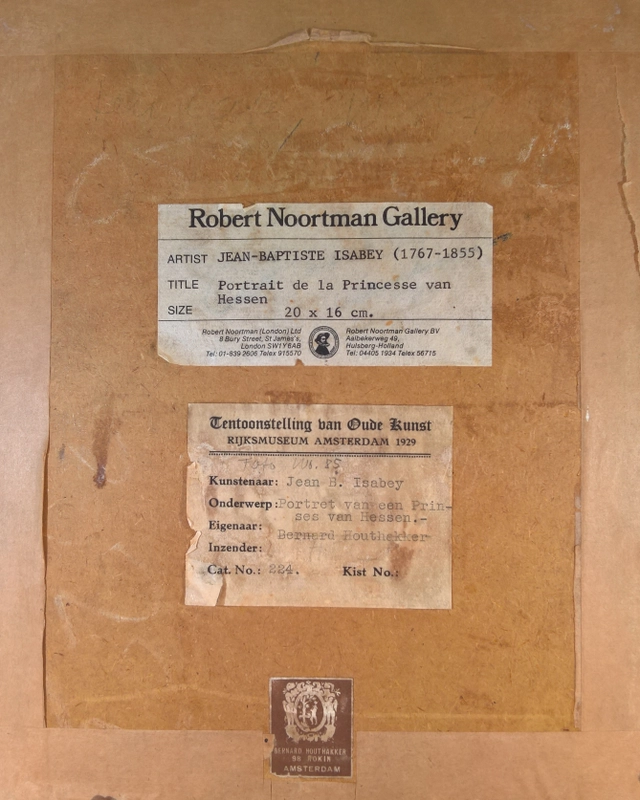 Robert Noortman Gallery
ARTIST JEAN-BAPTISTE ISABEY (1767-1855)
TITLE Portrait de la Princesse van
Hessen
SIZE 20 x 16 cm.
Robert Noortman (London) Ltd
8 Bury Street, St James's,
London SW1Y6AB
Tel: 01-839 2606 Telex 915570
Robert Noortman Gallery BV
Aalbekerweg 49,
Hulsberg-Holland
Tel: 04405 1934 Telex 56715
Tentoonstelling van Oude Kunst
RIJKSMUSEUM AMSTERDAM 1929
Kunstenaar: Jean B. Isabey
Onderwerp: Portret van een Prin-
ses van Hessen.-
Eigenaar: Bernard Houthakker
Inzender:
Cat. No.: 224. Kist No.:
BERNARD HOUTHAKKER
98 ROKIN
AMSTERDAM